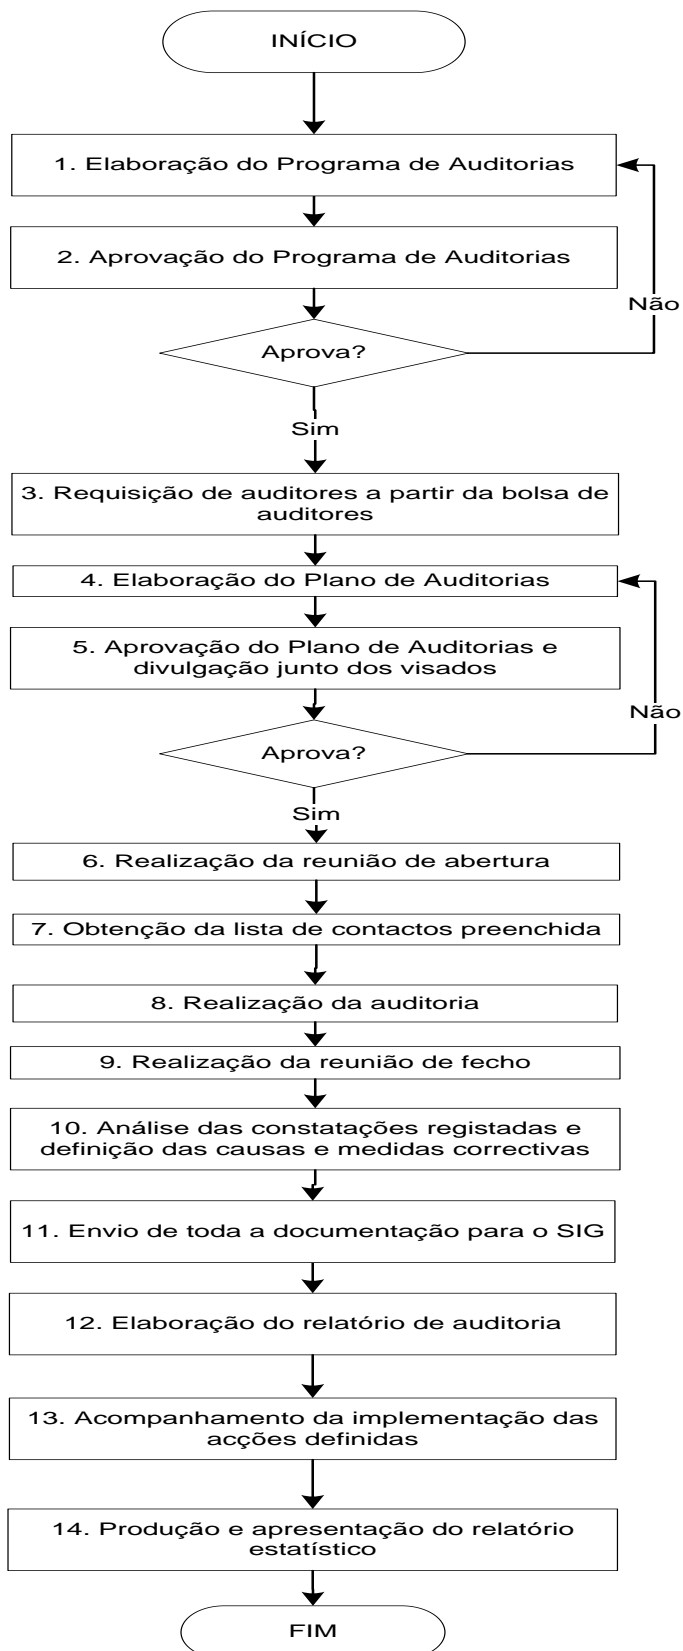 INÍCIO
1. Elaboração do Programa de Auditorias
2. Aprovação do Programa de Auditorias
Não
Aprova?
Sim
3. Requisição de auditores a partir da bolsa de
auditores
4. Elaboração do Plano de Auditorias
5. Aprovação do Plano de Auditorias e
divulgação junto dos visados
Não
Aprova?
Sim
6. Realização da reunião de abertura
7. Obtenção da lista de contactos preenchida
8. Realização da auditoria
9. Realização da reunião de fecho
10. Análise das constatações registadas e
definição das causas e medidas correctivas
11. Envio de toda a documentação para o SIG
12. Elaboração do relatório de auditoria
13. Acompanhamento da implementação das
acções definidas
14. Produção e apresentação do relatório
estatístico
FIM